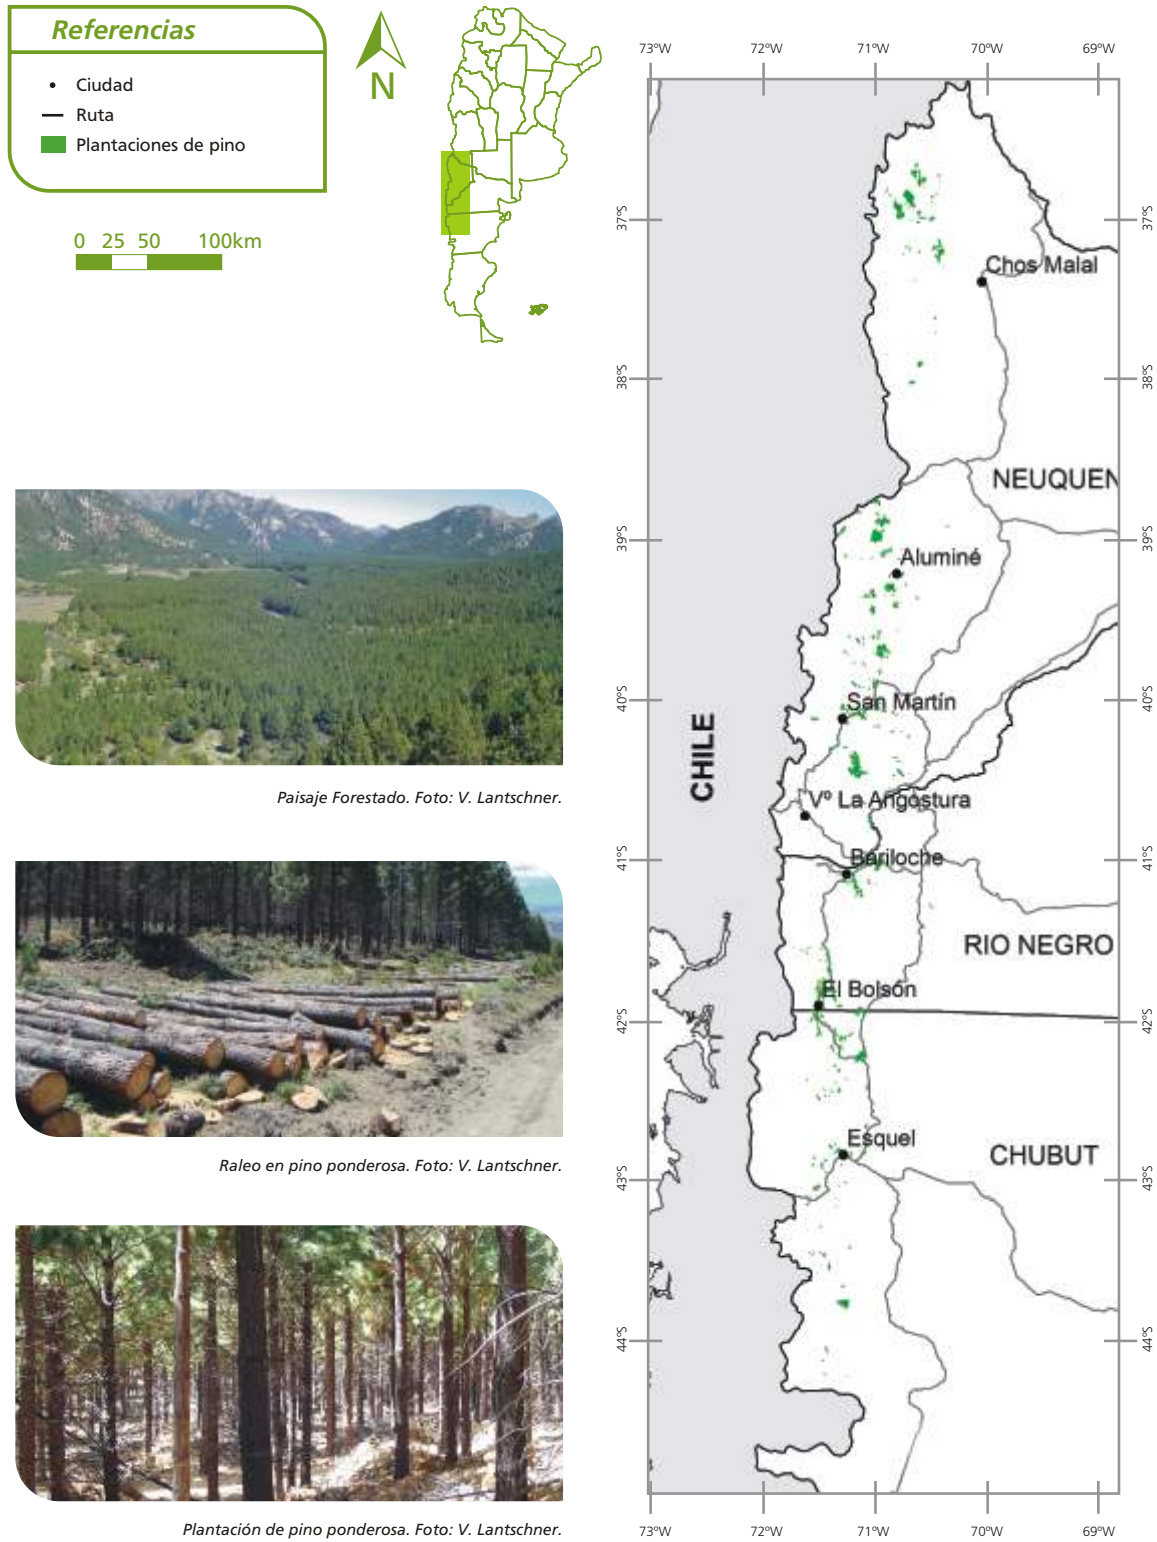 Referencias
Ciudad
Ruta
Plantaciones de pino
N
0 25 50 100km
Paisaje Forestado. Foto: V. Lantschner.
Raleo en pino ponderosa. Foto: V. Lantschner.
Plantación de pino ponderosa. Foto: V. Lantschner.
73ºW 72ºW 71ºW 70ºW 69ºW
37ºS 37ºS
Chos Malal
38ºS 38ºS
NEUQUEN
39ºS 39ºS
Aluminé
40ºS 40ºS
San Martín
CHILE
Vº La Angostura
41ºS 41ºS
Bariloche
RIO NEGRO
El Bolsón
42ºS 42ºS
Esquel
CHUBUT
43ºS 43ºS
44ºS 44ºS
73ºW 72ºW 71ºW 70ºW 69ºW